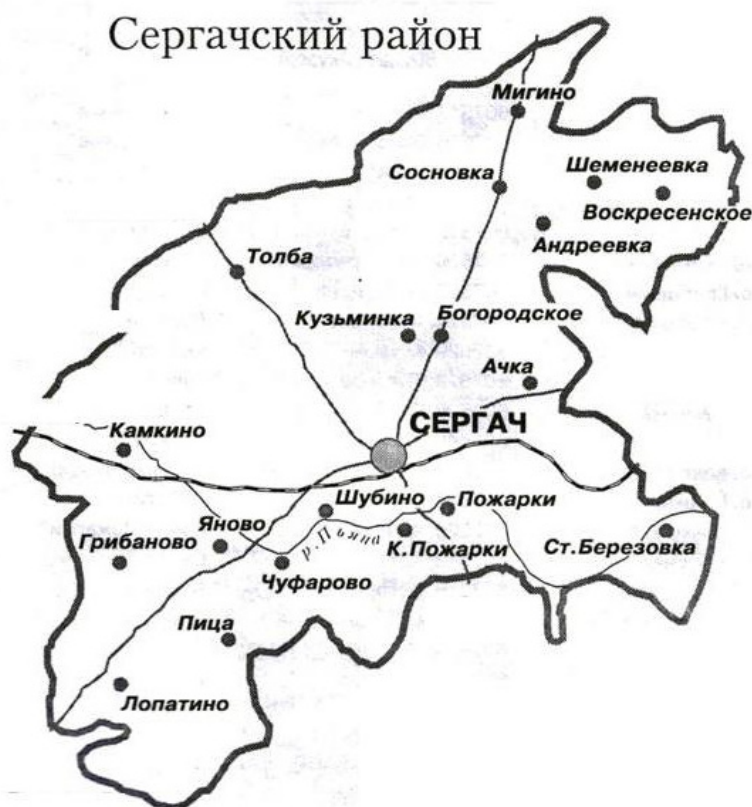 Сергачский район
Мигино
Сосновка
Шеменеевка
Воскресенское
Андреевка
Толба
Кузьминка
Богородское
Ачка
СЕРГАЧ
Камкино
Шубино
Пожарки
Яново
р.Пьяна
К.Пожарки
Грибаново
Ст.Березовка
Чуфарово
Пица
Лопатино